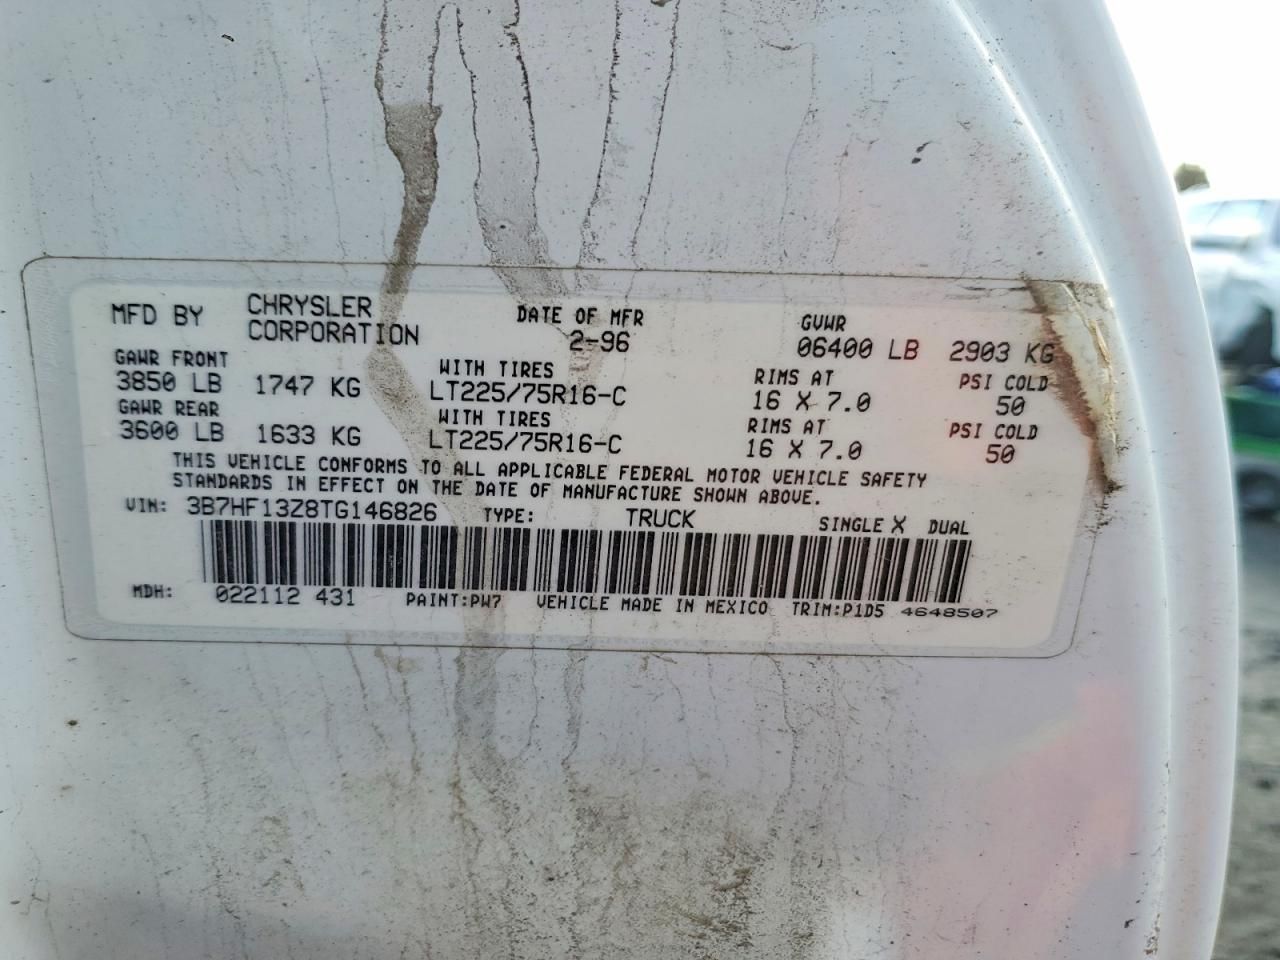 MFD BY CHRYSLER CORPORATION DATE OF MFR 2-96 GVWR 06400 LB 2903 KG
GAWR FRONT WITH TIRES RIMS AT PSI COLD
3850 LB 1747 KG LT225/75R16-C 16 X 7.0 50
GAWR REAR WITH TIRES RIMS AT PSI COLD
3600 LB 1633 KG LT225/75R16-C 16 X 7.0 50
THIS VEHICLE CONFORMS TO ALL APPLICABLE FEDERAL MOTOR VEHICLE SAFETY
STANDARDS IN EFFECT ON THE DATE OF MANUFACTURE SHOWN ABOVE.
VIN: 3B7HF13Z8TG146826 TYPE: TRUCK SINGLE X DUAL
MDH: 022112 431 PAINT:PW7 VEHICLE MADE IN MEXICO TRIM:P1D5 4648507